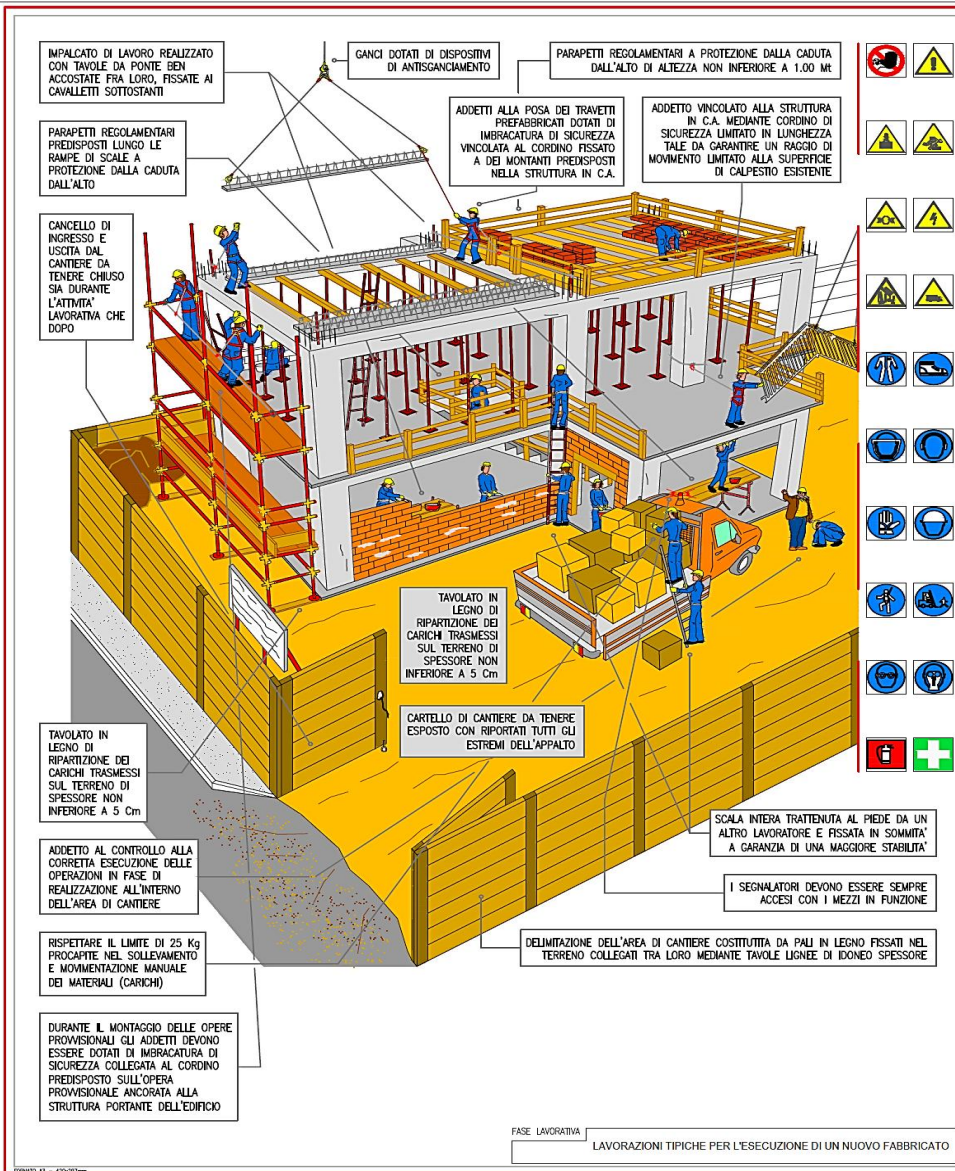 IMPALCATO DI LAVORO REALIZZATO
CON TAVOLE DA PONTE BEN
ACCOSTATE FRA LORO, FISSATE AI
CAVALLETTI SOTTOSTANTI
GANCI DOTATI DI DISPOSITIVI
DI ANTISGANCIAMENTO
PARAPETTI REGOLAMENTARI A PROTEZIONE DALLA CADUTA
DALL'ALTO DI ALTEZZA NON INFERIORE A 1.00 Mt
PARAPETTI REGOLAMENTARI
PREDISPOSTI LUNGO LE
RAMPE DI SCALE A
PROTEZIONE DALLA CADUTA
DALL'ALTO
ADDETTI ALLA POSA DEI TRAVETTI
PREFABBRICATI DOTATI DI
IMBRACATURA DI SICUREZZA
VINCOLATA AL CORDINO FISSATO
A DEI MONTANTI PREDISPOSTI
NELLA STRUTTURA IN C.A.
ADDETTO VINCOLATO ALLA STRUTTURA
IN C.A. MEDIANTE CORDINO DI
SICUREZZA LIMITATO IN LUNGHEZZA
TALE DA GARANTIRE UN RAGGIO DI
MOVIMENTO LIMITATO ALLA SUPERFICIE
DI CALPESTIO ESISTENTE
CANCELLO DI
INGRESSO E
USCITA DAL
CANTIERE DA
TENERE CHIUSO
SIA DURANTE
L'ATTIVITA'
LAVORATIVA CHE
DOPO
TAVOLATO IN
LEGNO DI
RIPARTIZIONE DEI
CARICHI TRASMESSI
SUL TERRENO DI
SPESSORE NON
INFERIORE A 5 Cm
CARTELLO DI CANTIERE DA TENERE
ESPOSTO CON RIPORTATI TUTTI GLI
ESTREMI DELL'APPALTO
TAVOLATO IN
LEGNO DI
RIPARTIZIONE DEI
CARICHI TRASMESSI
SUL TERRENO DI
SPESSORE NON
INFERIORE A 5 Cm
SCALA INTERA TRATTENUTA AL PIEDE DA UN
ALTRO LAVORATORE E FISSATA IN SOMMITA'
A GARANZIA DI UNA MAGGIORE STABILITA'
ADDETTO AL CONTROLLO ALLA
CORRETTA ESECUZIONE DELLE
OPERAZIONI IN FASE DI
REALIZZAZIONE ALL'INTERNO
DELL'AREA DI CANTIERE
I SEGNALATORI DEVONO ESSERE SEMPRE
ACCESI CON I MEZZI IN FUNZIONE
RISPETTARE IL LIMITE DI 25 Kg
PROCAPITE NEL SOLLEVAMENTO
E MOVIMENTAZIONE MANUALE
DEI MATERIALI (CARICHI)
DELIMITAZIONE DELL'AREA DI CANTIERE COSTITUTITA DA PALI IN LEGNO FISSATI NEL
TERRENO COLLEGATI TRA LORO MEDIANTE TAVOLE LIGNEE DI IDONEO SPESSORE
DURANTE IL MONTAGGIO DELLE OPERE
PROVVISIONALI GLI ADDETTI DEVONO
ESSERE DOTATI DI IMBRACATURA DI
SICUREZZA COLLEGATA AL CORDINO
PREDISPOSTO SULL'OPERA
PROVVISIONALE ANCORATA ALLA
STRUTTURA PORTANTE DELL'EDIFICIO
FASE LAVORATIVA
LAVORAZIONI TIPICHE PER L'ESECUZIONE DI UN NUOVO FABBRICATO